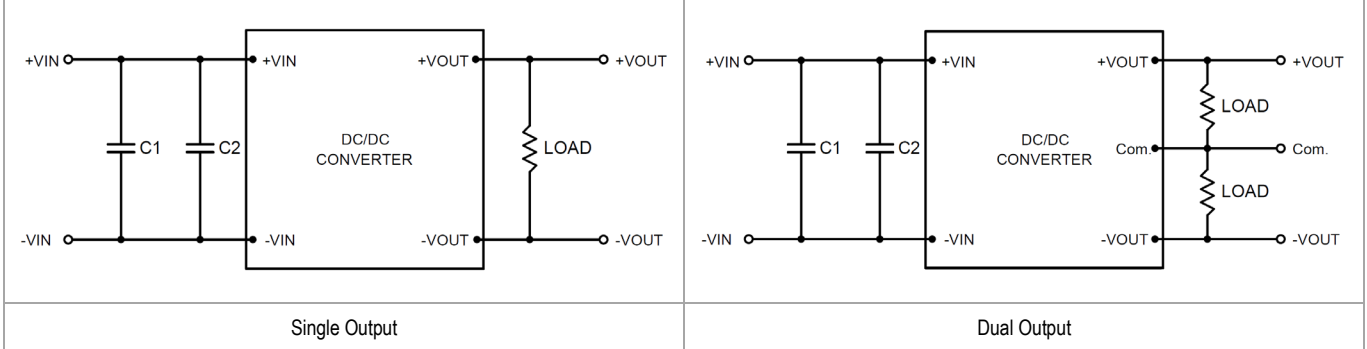 +VIN
+VIN
+VOUT
+VOUT
C1
C2
DC/DC
CONVERTER
LOAD
-VIN
-VIN
-VOUT
-VOUT
Single Output
+VIN
+VIN
+VOUT
+VOUT
LOAD
C1
C2
DC/DC
CONVERTER
Com.
Com.
LOAD
-VIN
-VIN
-VOUT
-VOUT
Dual Output